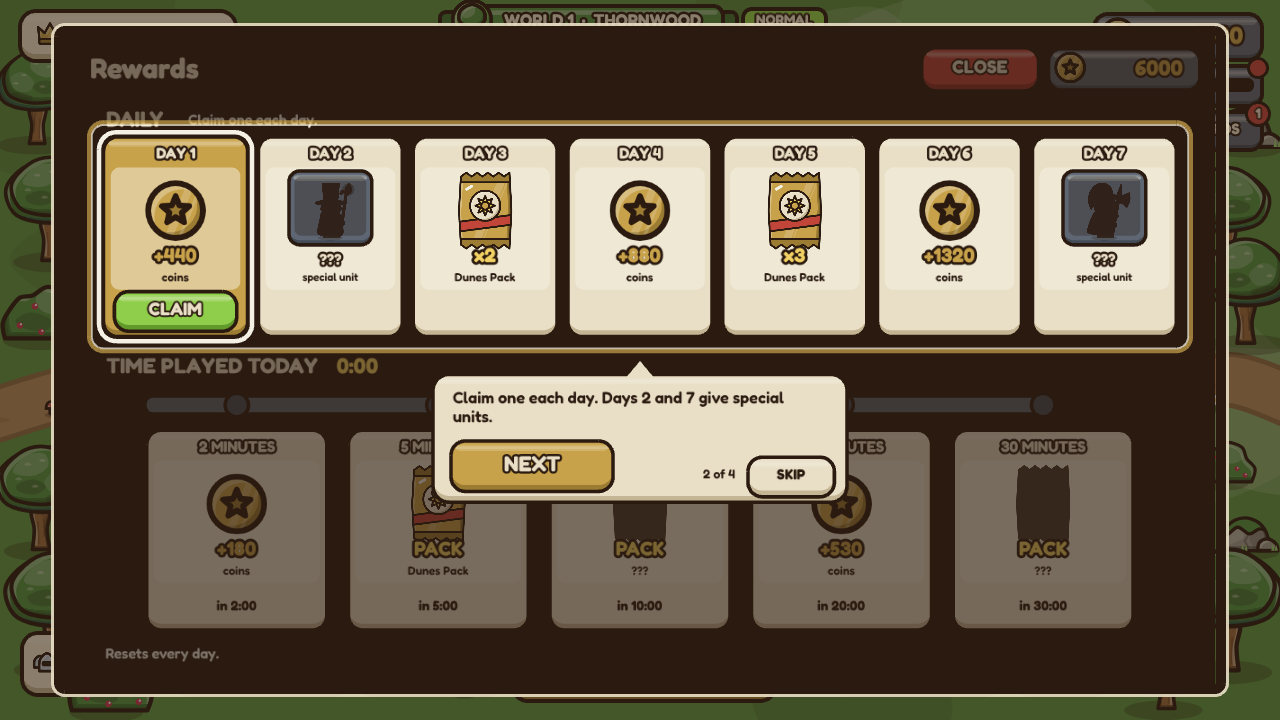 WORLD 1 · THORNWOOD
NORMAL
Rewards
CLOSE
6000
DAILY
Claim one each day.
DAY 1
+440
coins
CLAIM
DAY 2
???
special unit
DAY 3
x2
Dunes Pack
DAY 4
+880
coins
DAY 5
x3
Dunes Pack
DAY 6
+1320
coins
DAY 7
???
special unit
1
TIME PLAYED TODAY 0:00
Claim one each day. Days 2 and 7 give special
units.
NEXT
2 of 4
SKIP
2 MINUTES
+180
coins
in 2:00
PACK
Dunes Pack
in 5:00
PACK
???
in 10:00
+530
coins
in 20:00
30 MINUTES
PACK
???
in 30:00
Resets every day.